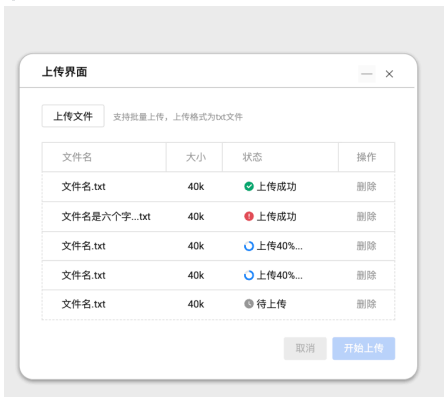 上传界面
上传文件 支持批量上传，上传格式为txt文件
文件名 大小 状态 操作
文件名.txt 40k 上传成功 删除
文件名是六个字...txt 40k 上传成功 删除
文件名.txt 40k 上传40%... 删除
文件名.txt 40k 上传40%... 删除
文件名.txt 40k 待上传 删除
取消 开始上传